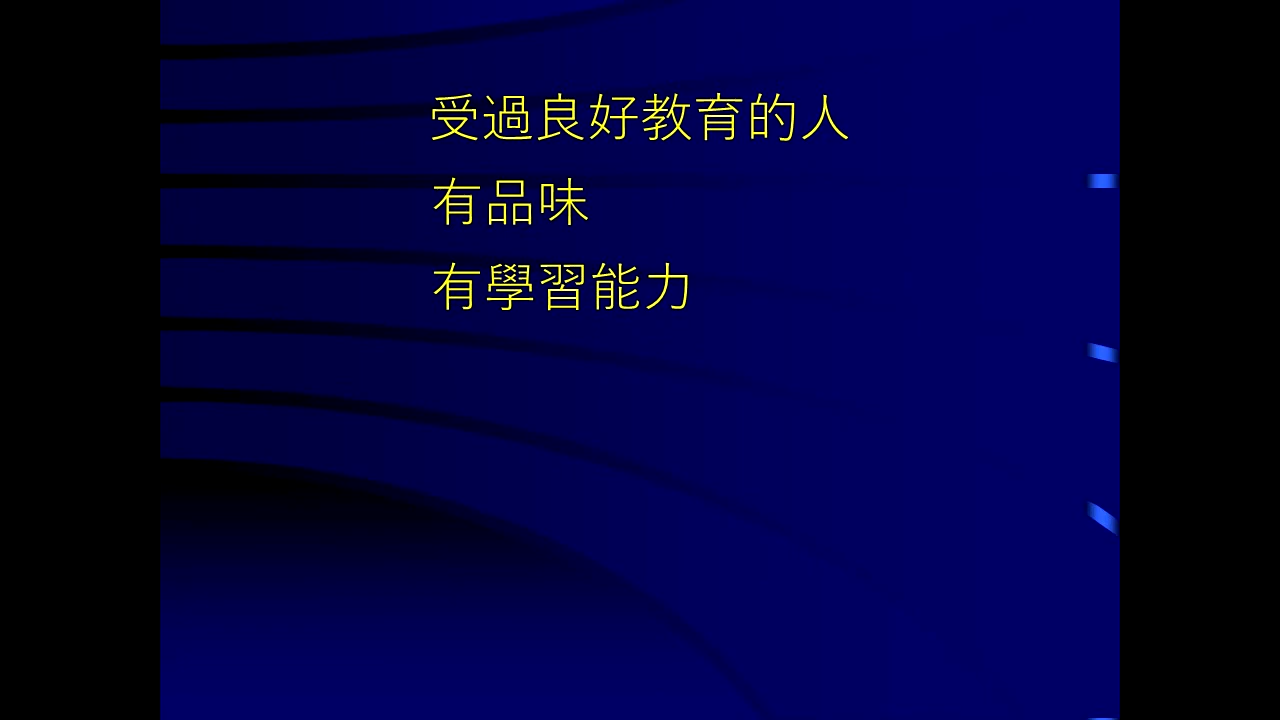 受過良好教育的人
有品味
有學習能力